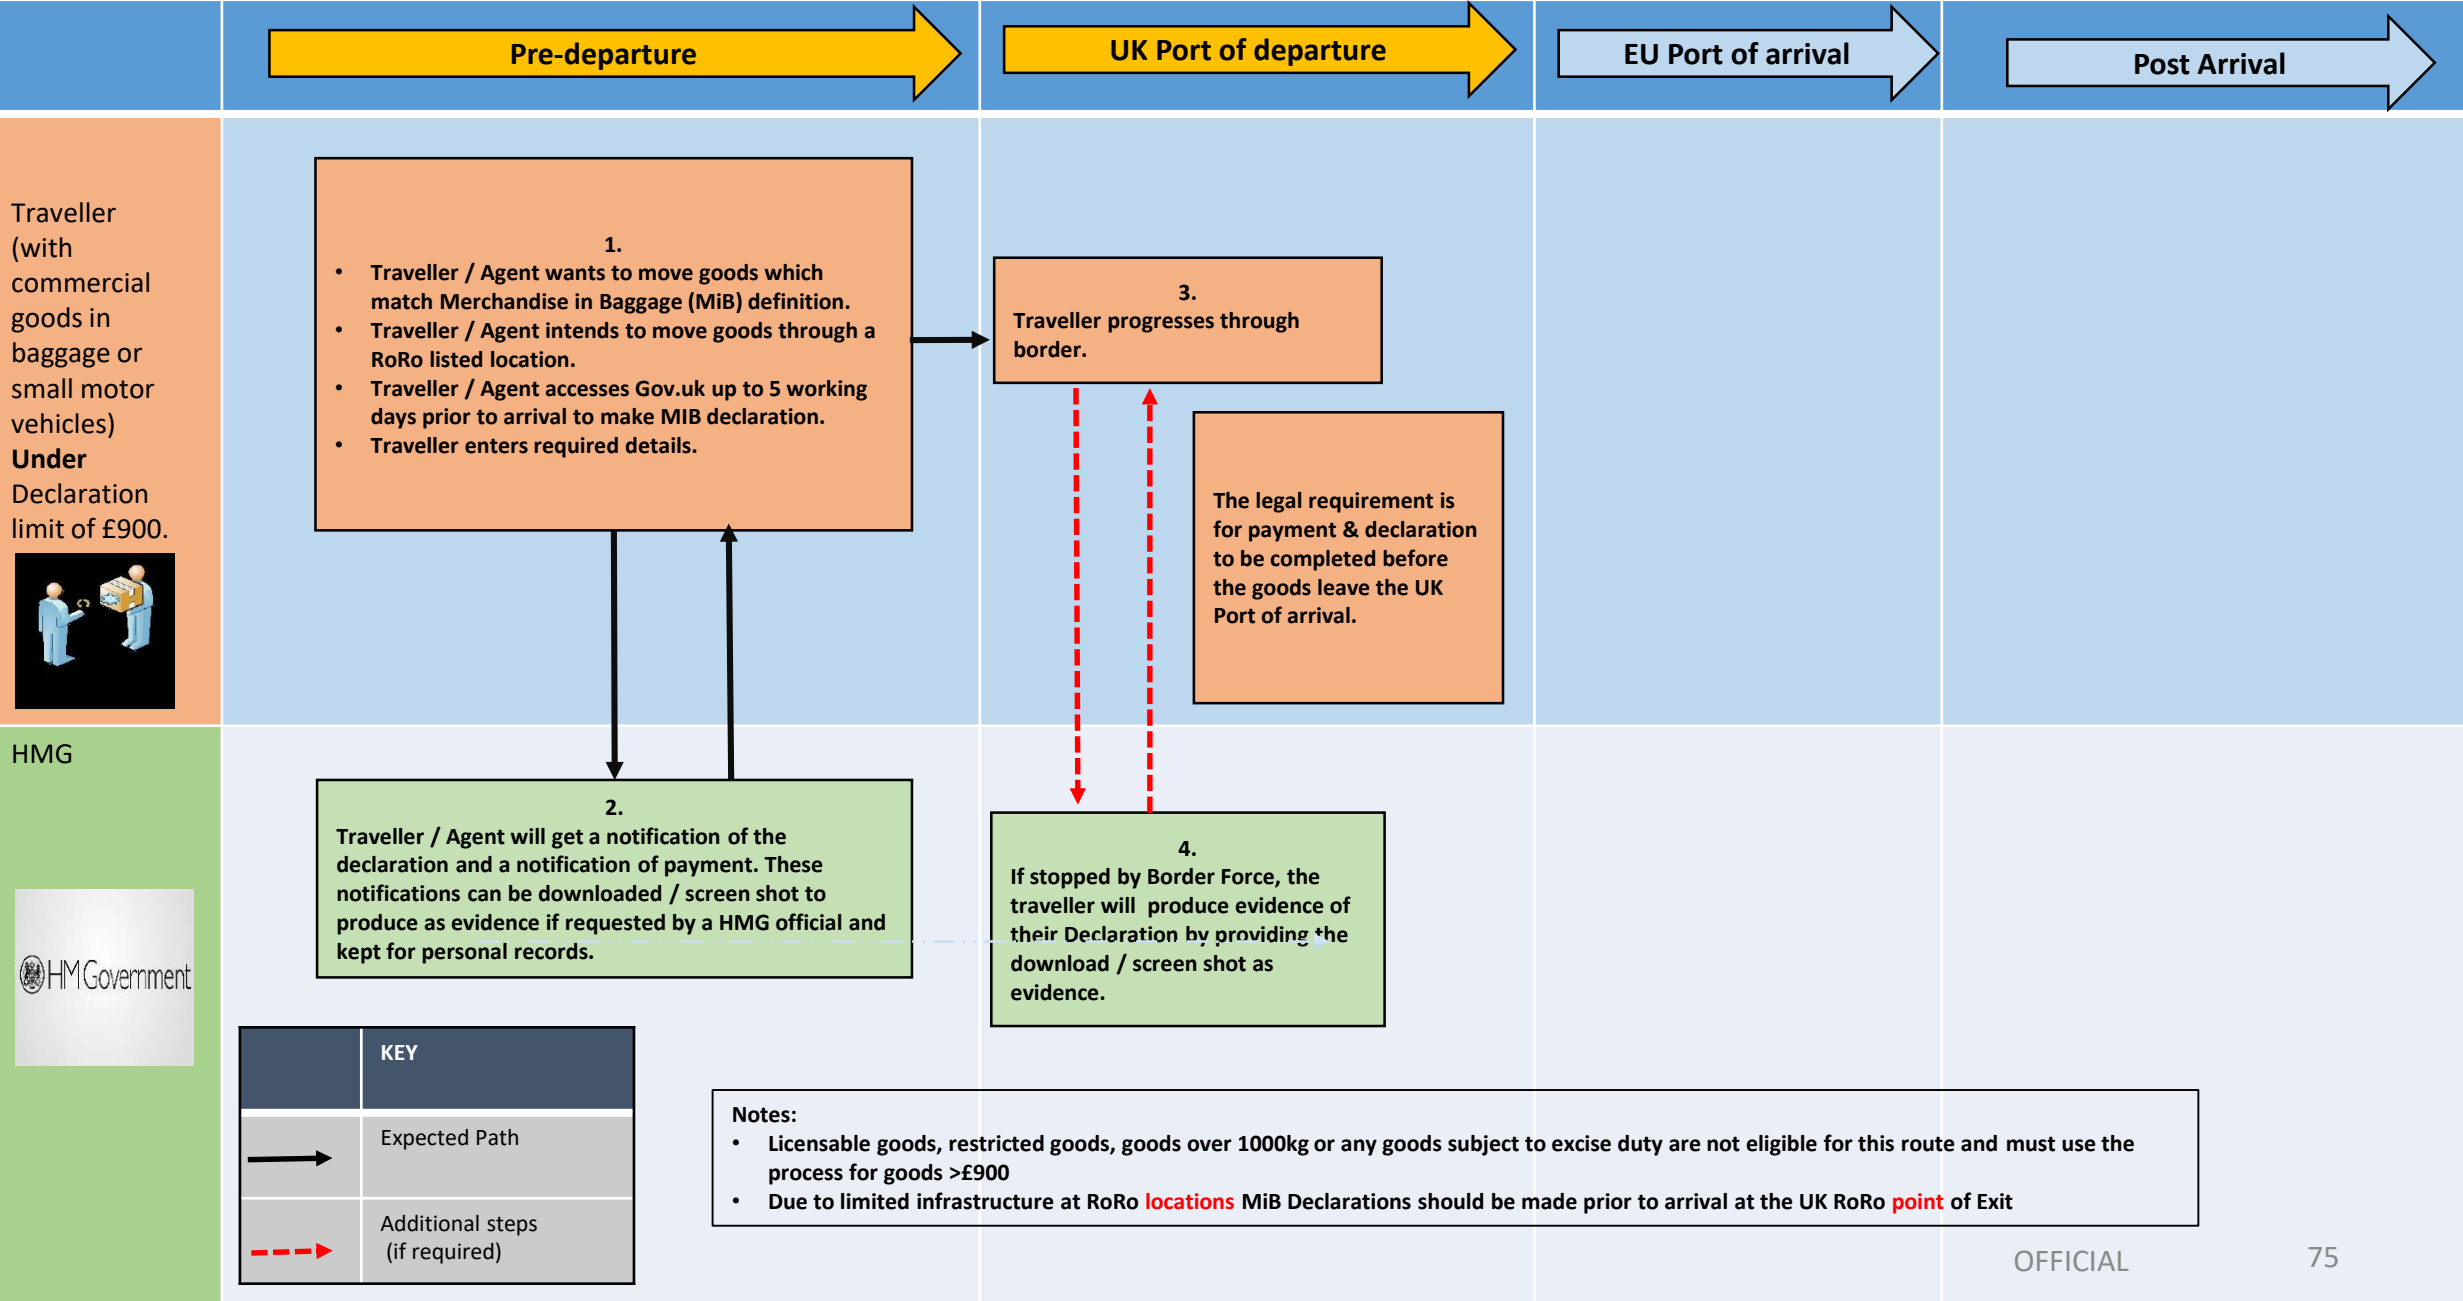 Pre-departure
UK Port of departure
EU Port of arrival
Post Arrival
Traveller
(with
commercial
goods in
baggage or
small motor
vehicles)
Under
Declaration
limit of £900.
1.
• Traveller / Agent wants to move goods which
match Merchandise in Baggage (MiB) definition.
• Traveller / Agent intends to move goods through a
RoRo listed location.
• Traveller / Agent accesses Gov.uk up to 5 working
days prior to arrival to make MIB declaration.
• Traveller enters required details.
3.
Traveller progresses through
border.
The legal requirement is
for payment & declaration
to be completed before
the goods leave the UK
Port of arrival.
HMG
HM Government
2.
Traveller / Agent will get a notification of the
declaration and a notification of payment. These
notifications can be downloaded / screen shot to
produce as evidence if requested by a HMG official and
kept for personal records.
4.
If stopped by Border Force, the
traveller will  produce evidence of
their Declaration by providing the
download / screen shot as
evidence.
KEY
Expected Path
Additional steps
(if required)
Notes:
• Licensable goods, restricted goods, goods over 1000kg or any goods subject to excise duty are not eligible for this route and must use the
process for goods >£900
• Due to limited infrastructure at RoRo locations MiB Declarations should be made prior to arrival at the UK RoRo point of Exit
OFFICIAL
75